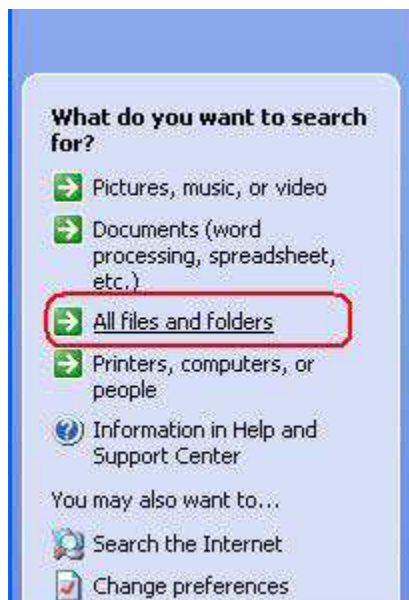 What do you want to search
for?
Pictures, music, or video
Documents (word
processing, spreadsheet,
etc.)
All files and folders
Printers, computers, or
people
Information in Help and
Support Center
You may also want to...
Search the Internet
Change preferences